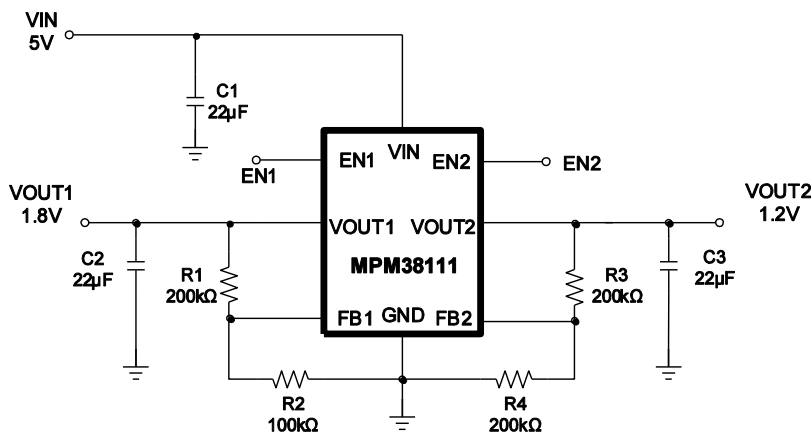 VIN
5V
C1
22µF
EN1
EN1
VIN
EN2
EN2
VOUT1
1.8V
VOUT1
VOUT2
VOUT2
1.2V
C2
22µF
R1
200kΩ
MPM38111
R3
200kΩ
C3
22µF
FB1
GND
FB2
R2
100kΩ
R4
200kΩ